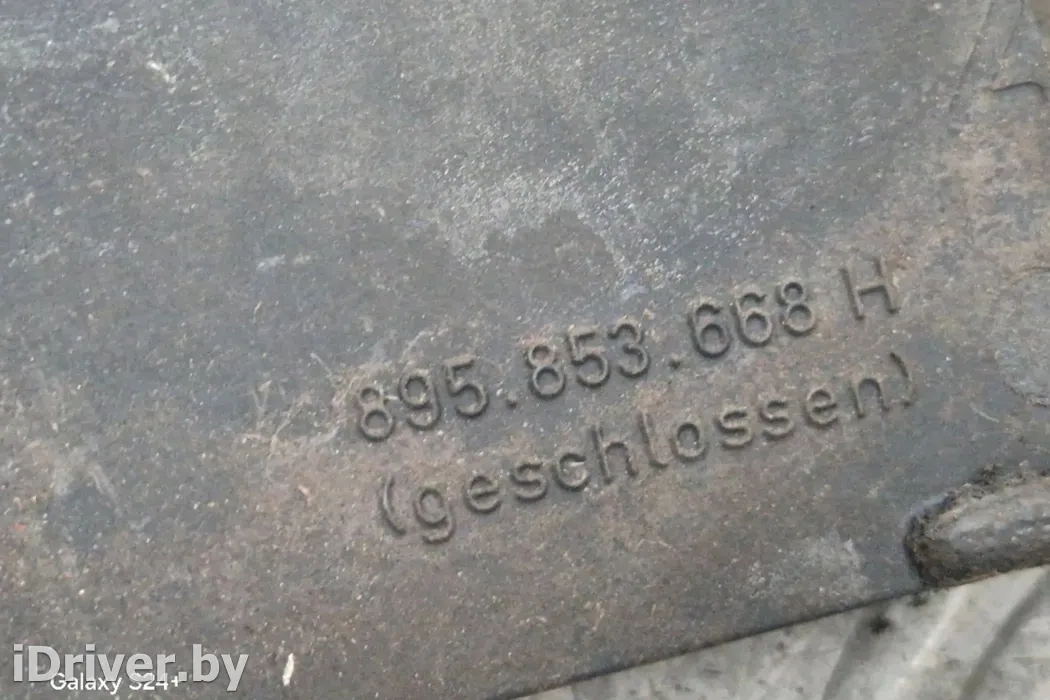 895.853.668 H
(geschlossen)
iDriver.by
Galaxy S24+